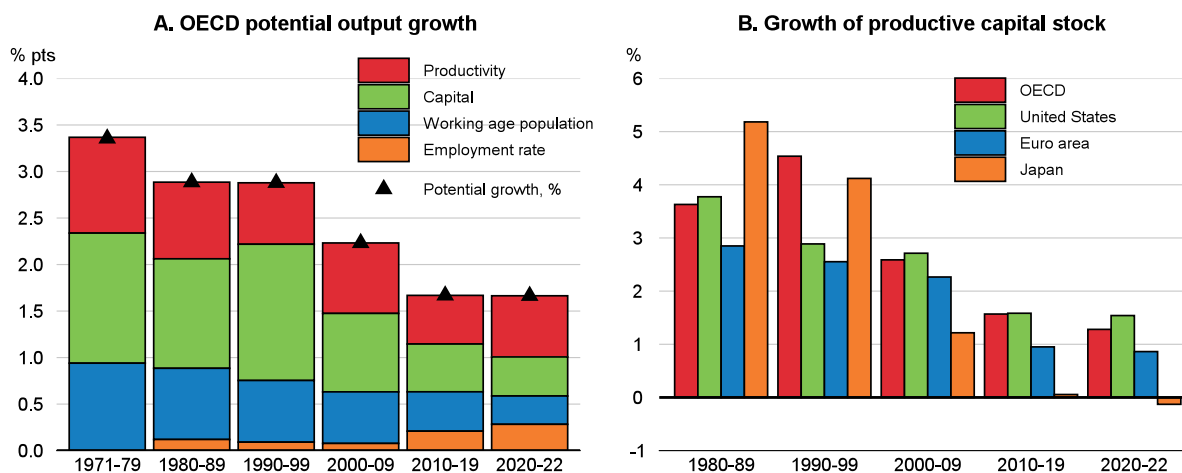 A. OECD potential output growth
% pts
4.0
3.5
3.0
2.5
2.0
1.5
1.0
0.5
0.0
Productivity
Capital
Working age population
Employment rate
Potential growth, %
1971-79 1980-89 1990-99 2000-09 2010-19 2020-22
B. Growth of productive capital stock
%
6
5
4
3
2
1
0
-1
OECD
United States
Euro area
Japan
1980-89 1990-99 2000-09 2010-19 2020-22